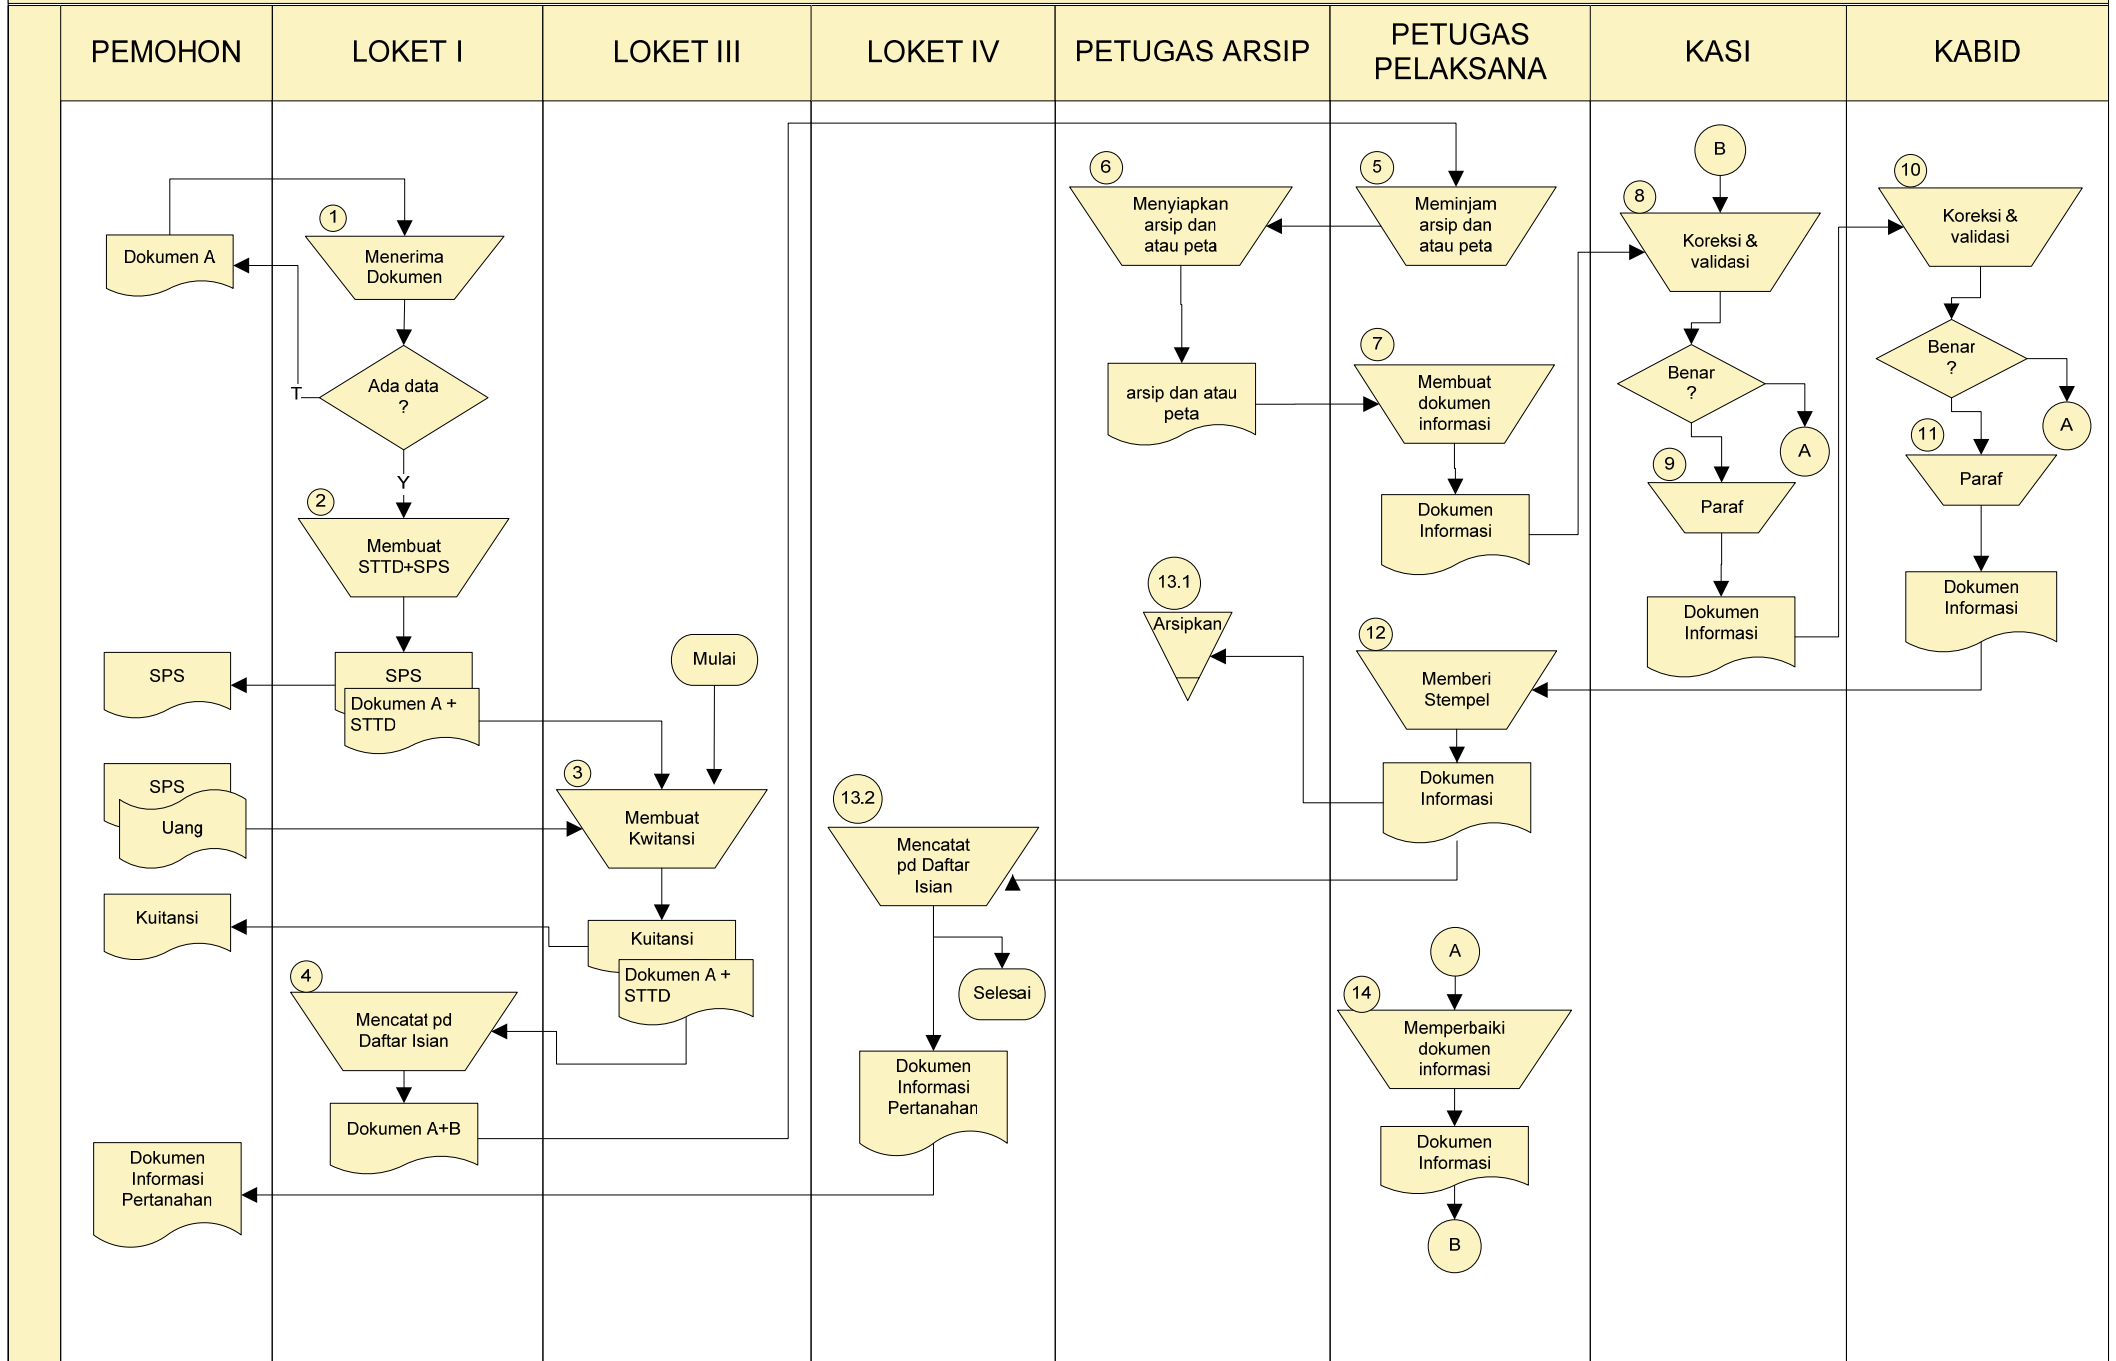 PEMOHON
LOKET I
LOKET III
LOKET IV
PETUGAS ARSIP
PETUGAS
PELAKSANA
KASI
KABID
Dokumen A
1
Menerima
Dokumen
Ada data
?
T
Y
2
Membuat
STTD+SPS
SPS
Dokumen A +
STTD
SPS
SPS
Uang
Kuitansi
4
Mencatat pd
Daftar Isian
Dokumen A+B
Dokumen
Informasi
Pertanahan
Mulai
3
Membuat
Kwitansi
Kuitansi
Dokumen A +
STTD
13.2
Mencatat
pd Daftar
Isian
Selesai
Dokumen
Informasi
Pertanahan
6
Menyiapkan
arsip dan
atau peta
arsip dan atau
peta
13.1
Arsipkan
5
Meminjam
arsip dan
atau peta
7
Membuat
dokumen
informasi
Dokumen
Informasi
12
Memberi
Stempel
Dokumen
Informasi
A
14
Memperbaiki
dokumen
informasi
Dokumen
Informasi
B
B
8
Koreksi &
validasi
Benar
?
A
9
Paraf
Dokumen
Informasi
10
Koreksi &
validasi
Benar
?
A
11
Paraf
Dokumen
Informasi